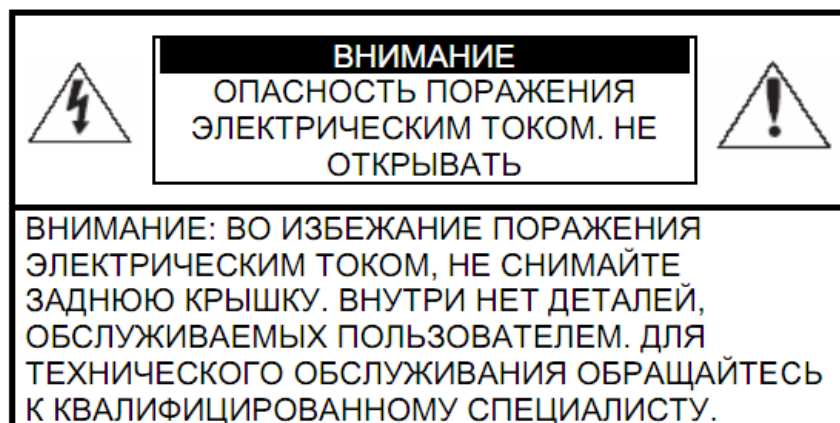 ВНИМАНИЕ
ОПАСНОСТЬ ПОРАЖЕНИЯ
ЭЛЕКТРИЧЕСКИМ ТОКОМ. НЕ
ОТКРЫВАТЬ
ВНИМАНИЕ: ВО ИЗБЕЖАНИЕ ПОРАЖЕНИЯ
ЭЛЕКТРИЧЕСКИМ ТОКОМ, НЕ СНИМАЙТЕ
ЗАДНЮЮ КРЫШКУ. ВНУТРИ НЕТ ДЕТАЛЕЙ,
ОБСЛУЖИВАЕМЫХ ПОЛЬЗОВАТЕЛЕМ. ДЛЯ
ТЕХНИЧЕСКОГО ОБСЛУЖИВАНИЯ ОБРАЩАЙТЕСЬ
К КВАЛИФИЦИРОВАННОМУ СПЕЦИАЛИСТУ.